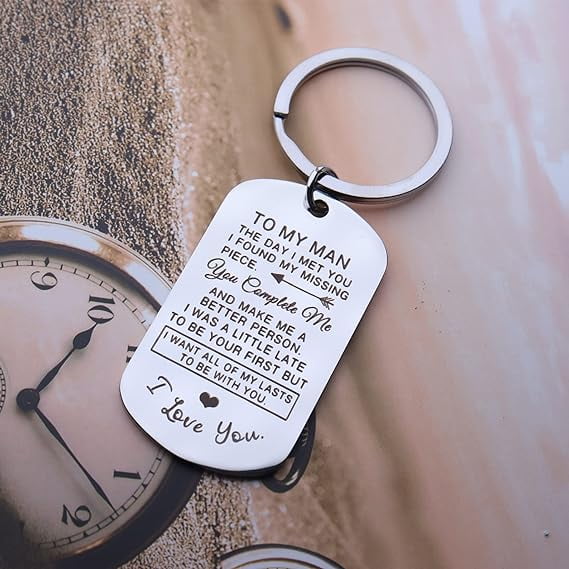 TO MY MAN
THE DAY I MET YOU
I FOUND MY MISSING
PIECE.
You Complete Me
AND MAKE ME A
BETTER PERSON.
I WAS A LITTLE LATE
TO BE YOUR FIRST BUT
I WANT ALL OF MY LASTS
TO BE WITH YOU.
I Love You.